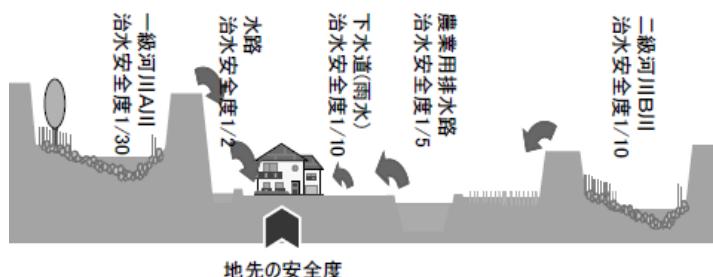 一級河川A川
治水安全度1/30
水路
治水安全度1/2
下水道(雨水)
治水安全度1/10
農業用排水路
治水安全度1/5
二級河川B川
治水安全度1/10
地先の安全度